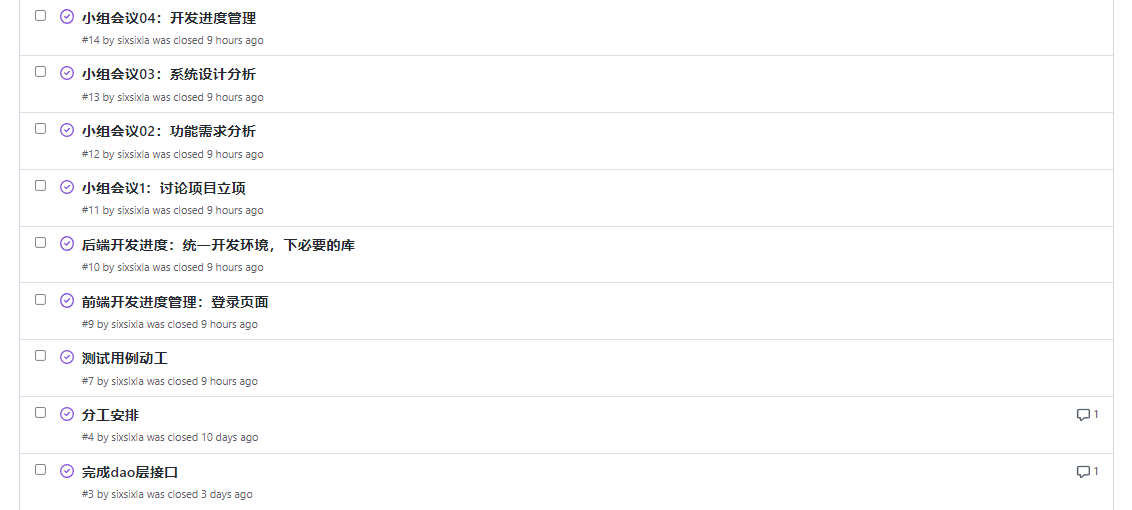 小组会议04：开发进度管理
#14 by sixsixla was closed 9 hours ago
小组会议03：系统设计分析
#13 by sixsixla was closed 9 hours ago
小组会议02：功能需求分析
#12 by sixsixla was closed 9 hours ago
小组会议1：讨论项目立项
#11 by sixsixla was closed 9 hours ago
后端开发进度：统一开发环境，下必要的库
#10 by sixsixla was closed 9 hours ago
前端开发进度管理：登录页面
#9 by sixsixla was closed 9 hours ago
测试用例动工
#7 by sixsixla was closed 9 hours ago
分工安排
1
#4 by sixsixla was closed 10 days ago
完成dao层接口
1
#3 by sixsixla was closed 3 days ago